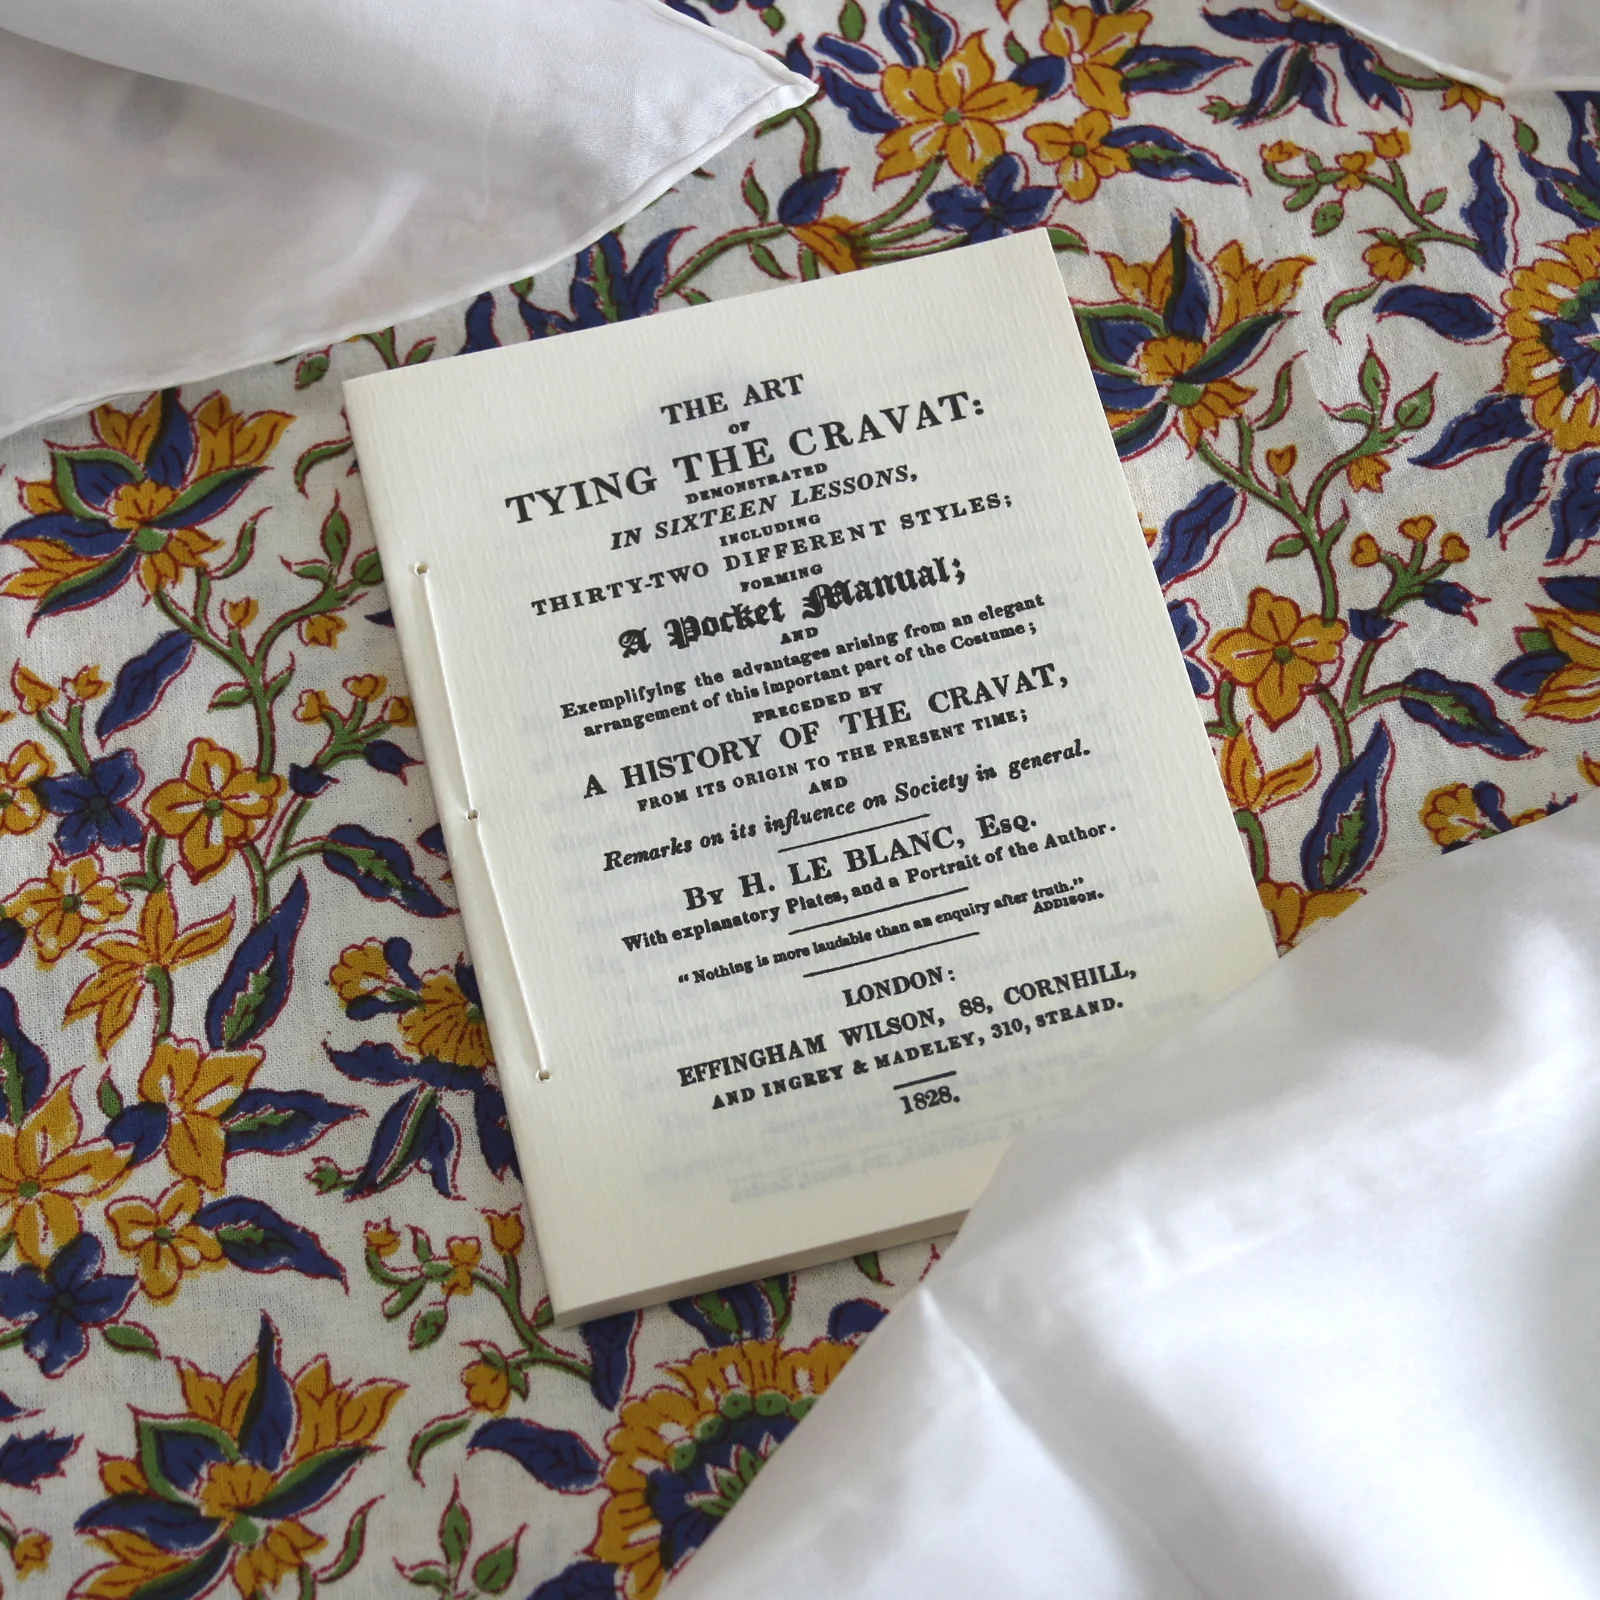 THE ART
OF
TYING THE CRAVAT:
DEMONSTRATED
IN SIXTEEN LESSONS,
INCLUDING
THIRTY-TWO DIFFERENT STYLES;
FORMING
A Pocket Manual;
AND
Exemplifying the advantages arising from an elegant
arrangement of this important part of the Costume;
PRECEDED BY
A HISTORY OF THE CRAVAT,
FROM ITS ORIGIN TO THE PRESENT TIME;
AND
Remarks on its influence on Society in general.
BY H. LE BLANC, ESQ.
With explanatory Plates, and a Portrait of the Author.
"Nothing is more laudable than an enquiry after truth."
ADDISON.
LONDON:
EFFINGHAM WILSON, 88, CORNHILL,
AND INGREY & MADELEY, 310, STRAND.
1828.